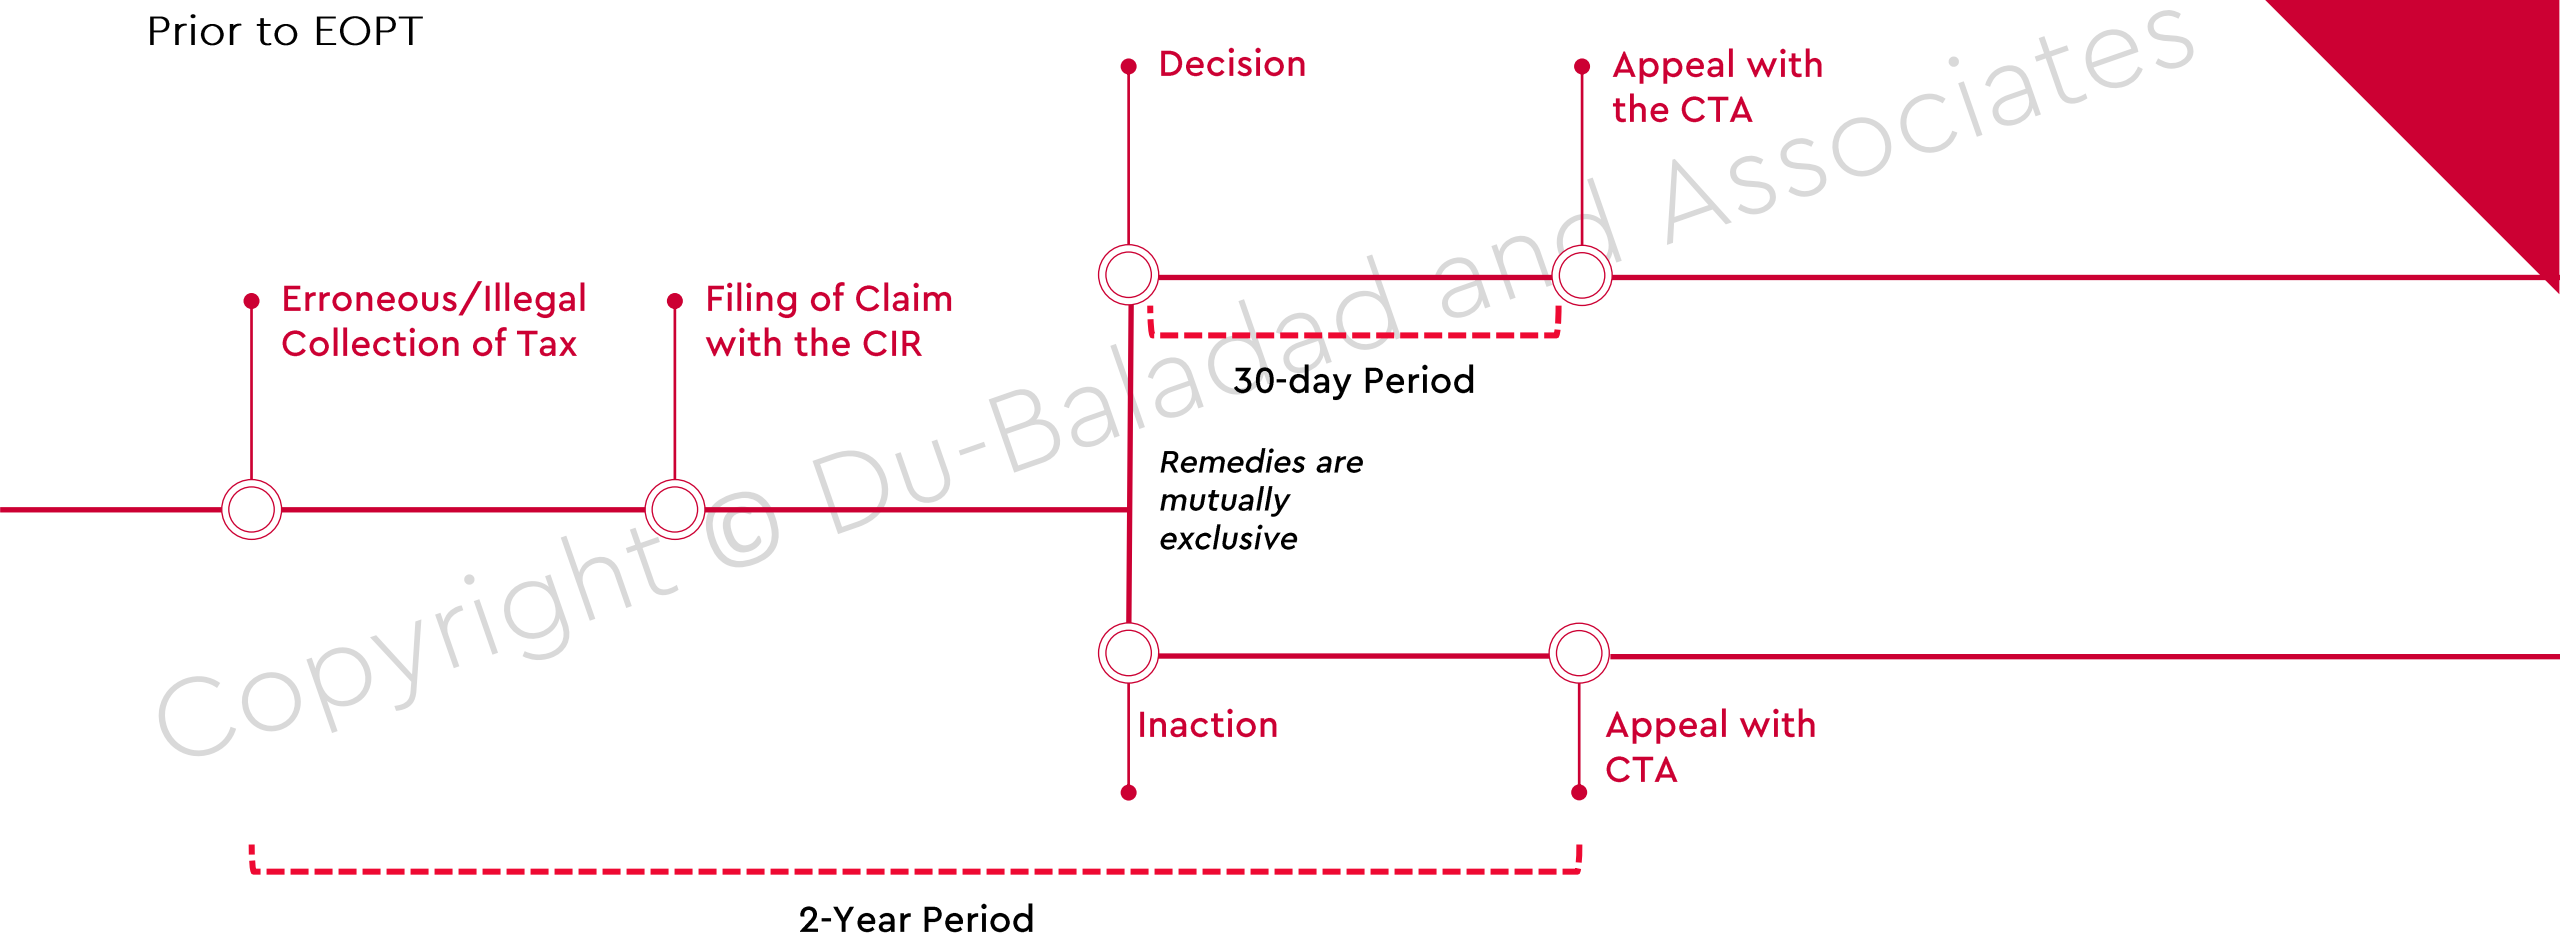 Prior to EOPT
Decision
Appeal with
the CTA
Erroneous/Illegal
Collection of Tax
Filing of Claim
with the CIR
30-day Period
Remedies are
mutually
exclusive
Inaction
Appeal with
CTA
2-Year Period
Copyright © Du-Baladad and Associates